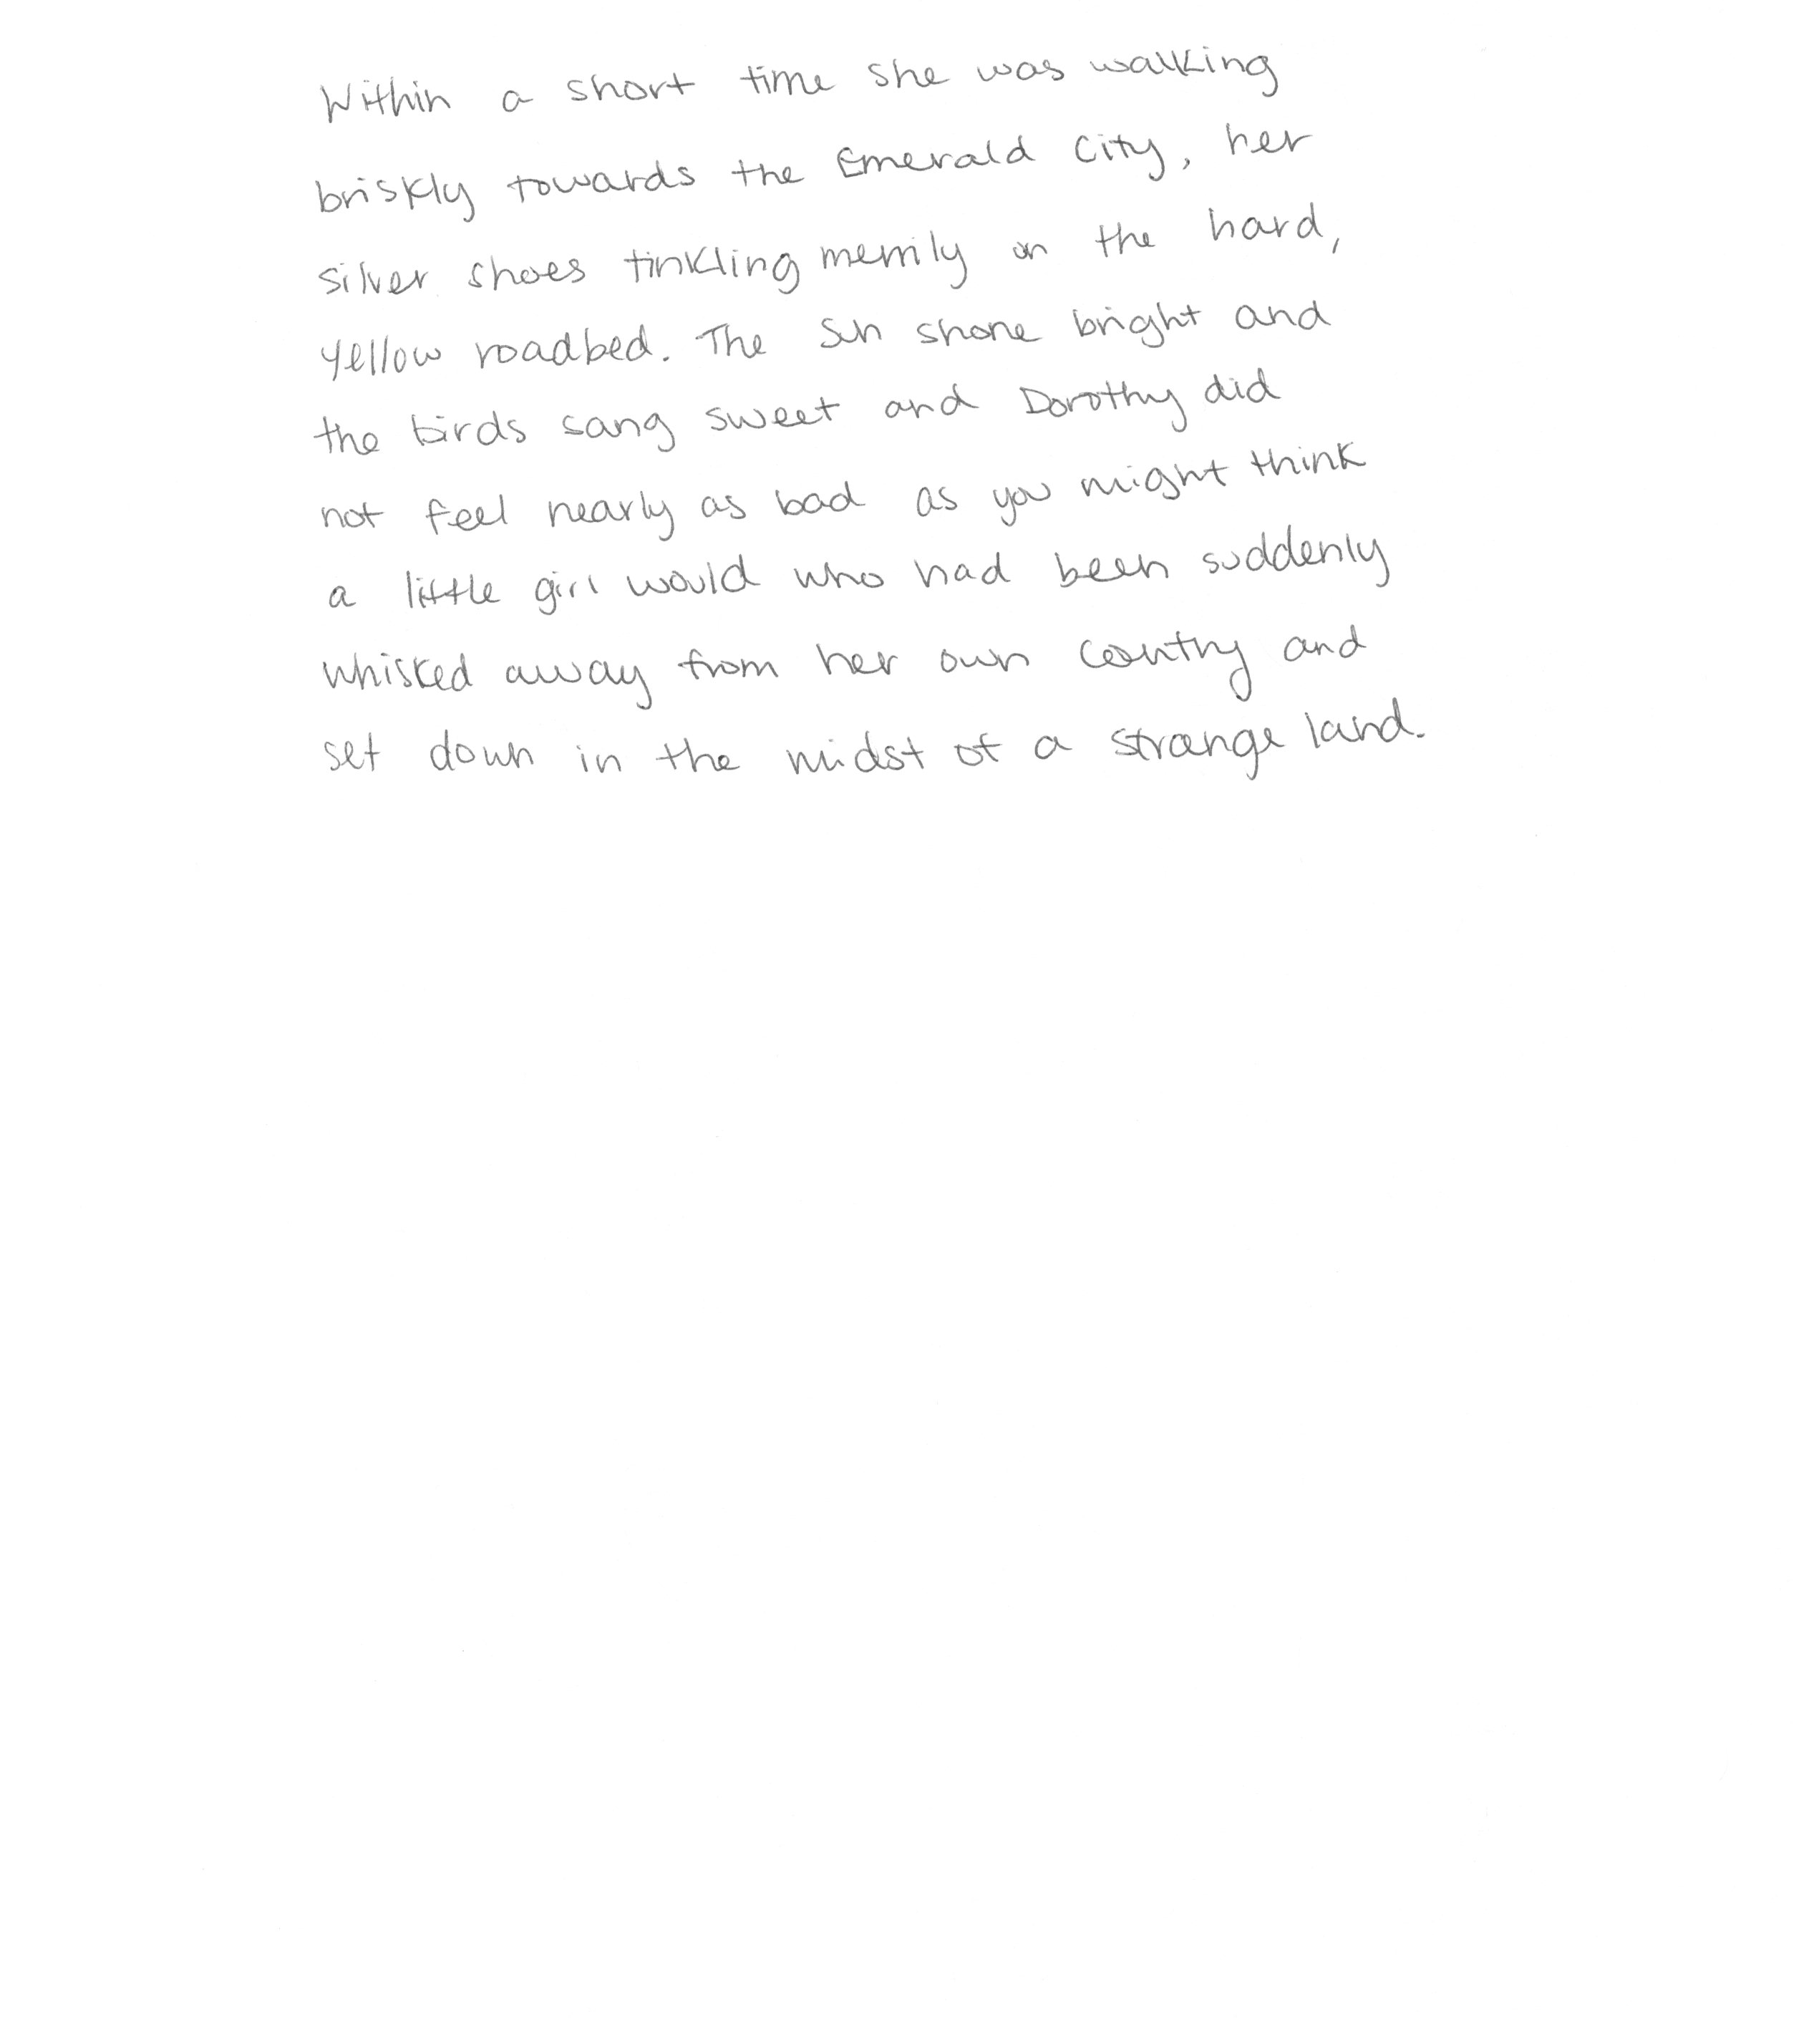 Within a short time she was walking
briskly towards the Emerald City, her
silver shoes tinkling merrily on the hard,
yellow roadbed. The sun shone bright and
the birds sang sweet and Dorothy did
not feel nearly as bad as you might think
a little girl would who had been suddenly
whisked away from her own country and
set down in the midst of a strange land.